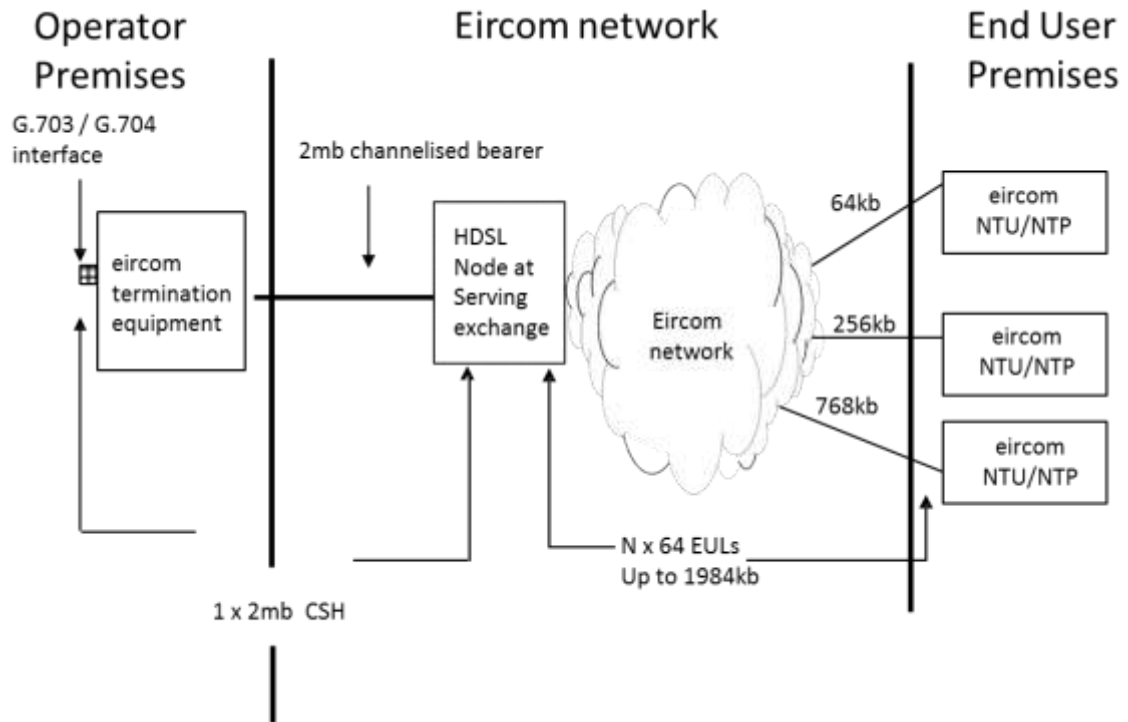 Operator
Premises
Eircom network
End User
Premises
G.703 / G.704
interface
2mb channelised bearer
eircom
termination
equipment
HDSL
Node at
Serving
exchange
Eircom
network
64kb
256kb
768kb
eircom
NTU/NTP
eircom
NTU/NTP
eircom
NTU/NTP
N x 64 EULs
Up to 1984kb
1 x 2mb CSH